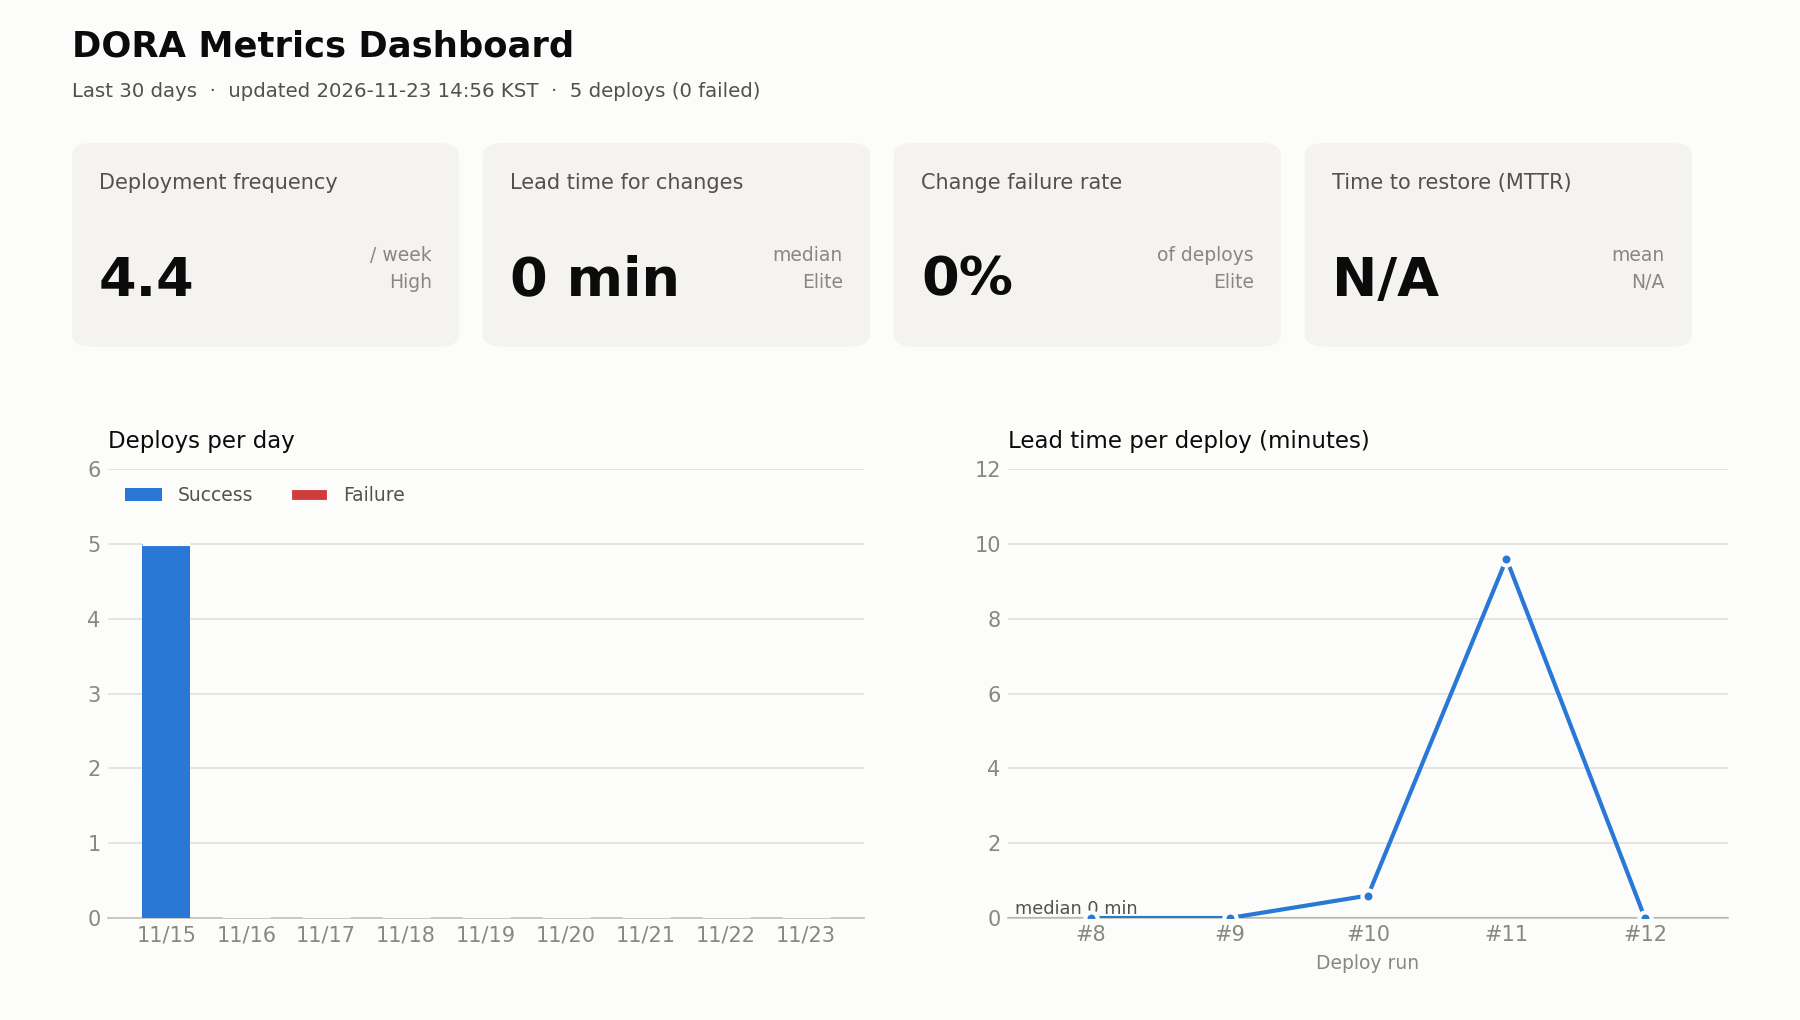 DORA Metrics Dashboard
Last 30 days · updated 2026-11-23 14:56 KST · 5 deploys (0 failed)
Deployment frequency
4.4
/ week
High
Lead time for changes
0 min
median
Elite
Change failure rate
0%
of deploys
Elite
Time to restore (MTTR)
N/A
mean
N/A
Deploys per day
6
Success Failure
5
4
3
2
1
0
11/15 11/16 11/17 11/18 11/19 11/20 11/21 11/22 11/23
Lead time per deploy (minutes)
12
10
8
6
4
2
median 0 min
0
#8 #9 #10 #11 #12
Deploy run